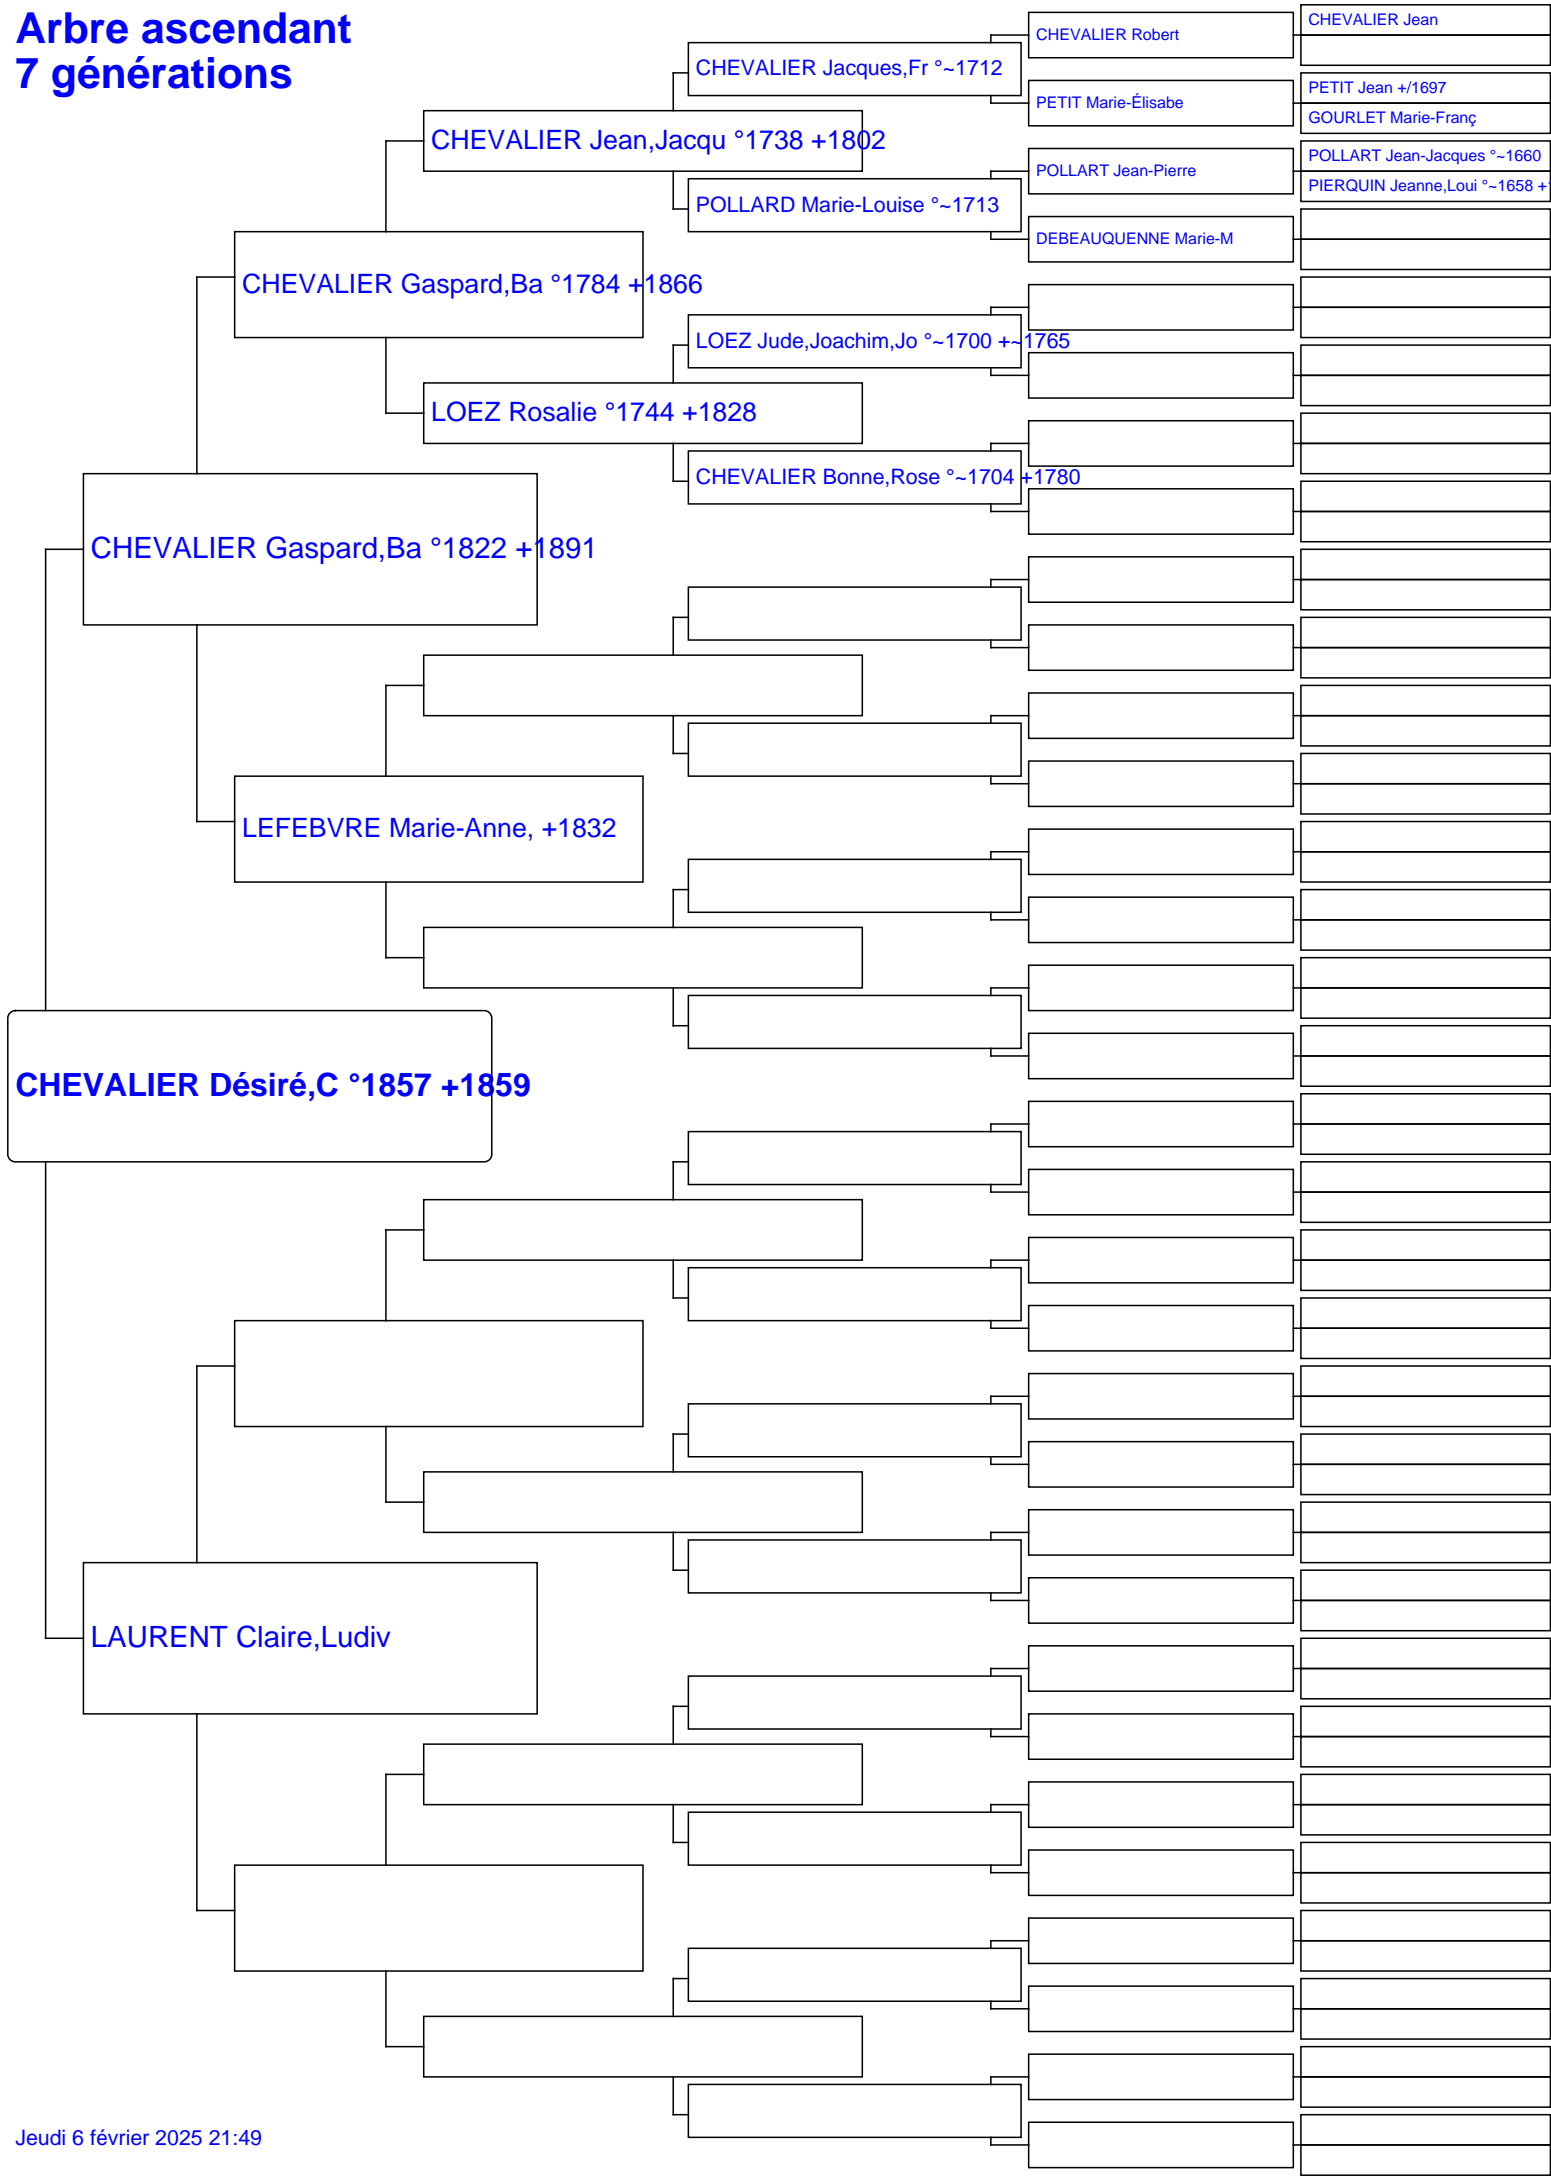 Arbre ascendant
7 générations
CHEVALIER Jean
CHEVALIER Robert
CHEVALIER Jacques,Fr °~1712
PETIT Jean +/1697
PETIT Marie-Élisabe
GOURLET Marie-Franç
CHEVALIER Jean,Jacqu °1738 +1802
POLLART Jean-Jacques °~1660
POLLART Jean-Pierre
PIERQUIN Jeanne,Loui °~1658 +
POLLARD Marie-Louise °~1713
DEBEAUQUENNE Marie-M
CHEVALIER Gaspard,Ba °1784 +1866
LOEZ Jude,Joachim,Jo °~1700 +~1765
LOEZ Rosalie °1744 +1828
CHEVALIER Bonne,Rose °~1704 +1780
CHEVALIER Gaspard,Ba °1822 +1891
LEFEBVRE Marie-Anne, +1832
CHEVALIER Désiré,C °1857 +1859
LAURENT Claire,Ludiv
Jeudi 6 février 2025 21:49